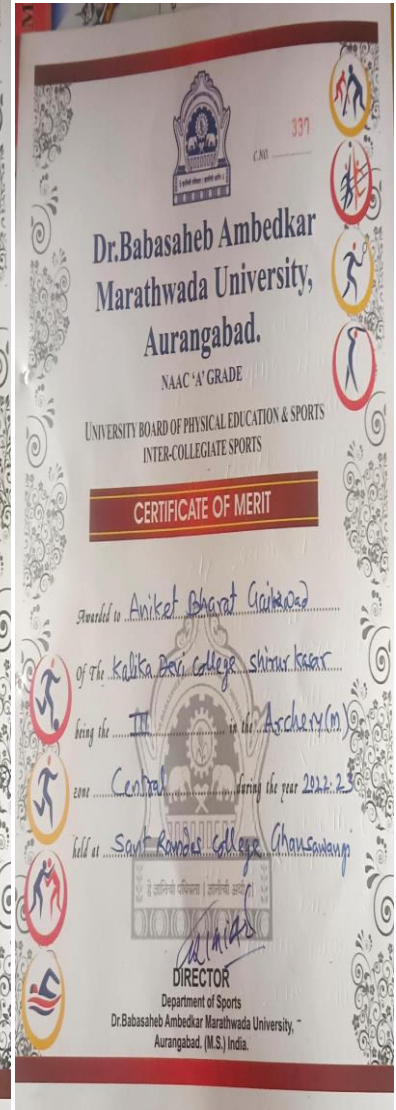 C.NO. 337
Dr.Babasaheb Ambedkar
Marathwada University,
Aurangabad.
NAAC 'A' GRADE
UNIVERSITY BOARD OF PHYSICAL EDUCATION & SPORTS
INTER-COLLEGIATE SPORTS
CERTIFICATE OF MERIT
Awarded to Aniket Bharat Gaikawad
Of The Kalika Devi College shirur kasar
being the III in the Archery(m)
zone Central during the year 2022-23
held at Sant Ramdas College Ghansawangi
DIRECTOR
Department of Sports
Dr.Babasaheb Ambedkar Marathwada University,
Aurangabad. (M.S.) India.